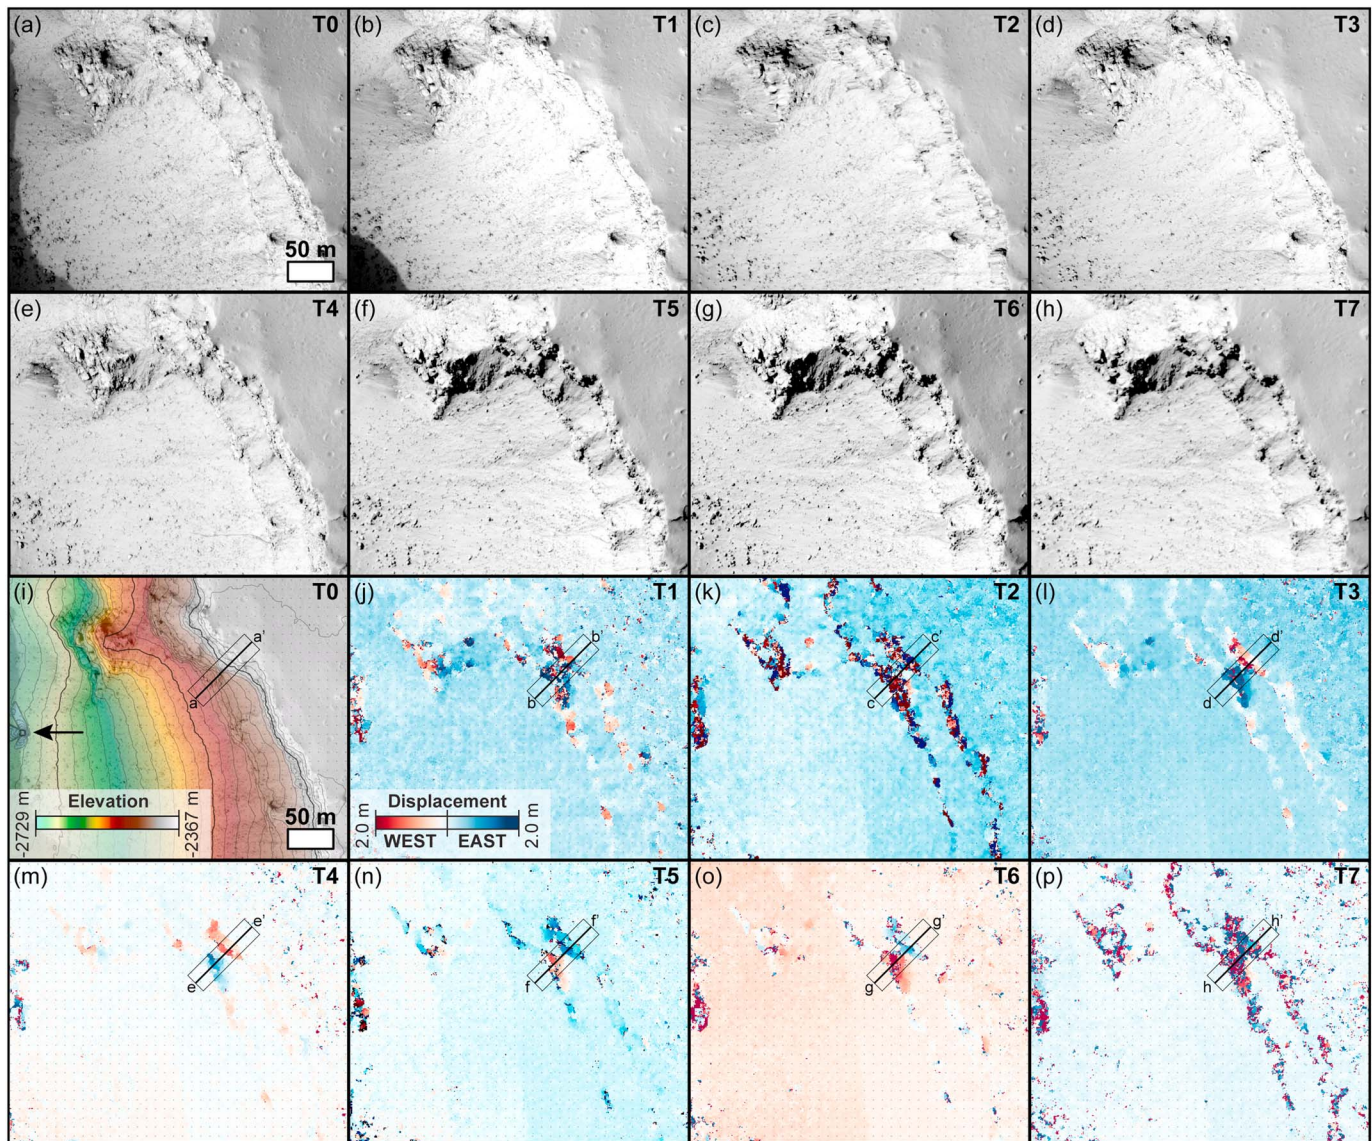 (a) T0
(b) T1
(c) T2
(d) T3
50 m
(e) T4
(f) T5
(g) T6
(h) T7
(i) T0
(j) T1
(k) T2
(l) T3
a'
a
b'
b
c'
c
d'
d
Elevation
-2729 m
-2367 m
50 m
Displacement
2.0 m
WEST EAST
2.0 m
(m) T4
(n) T5
(o) T6
(p) T7
e'
e
f'
f
g'
g
h'
h